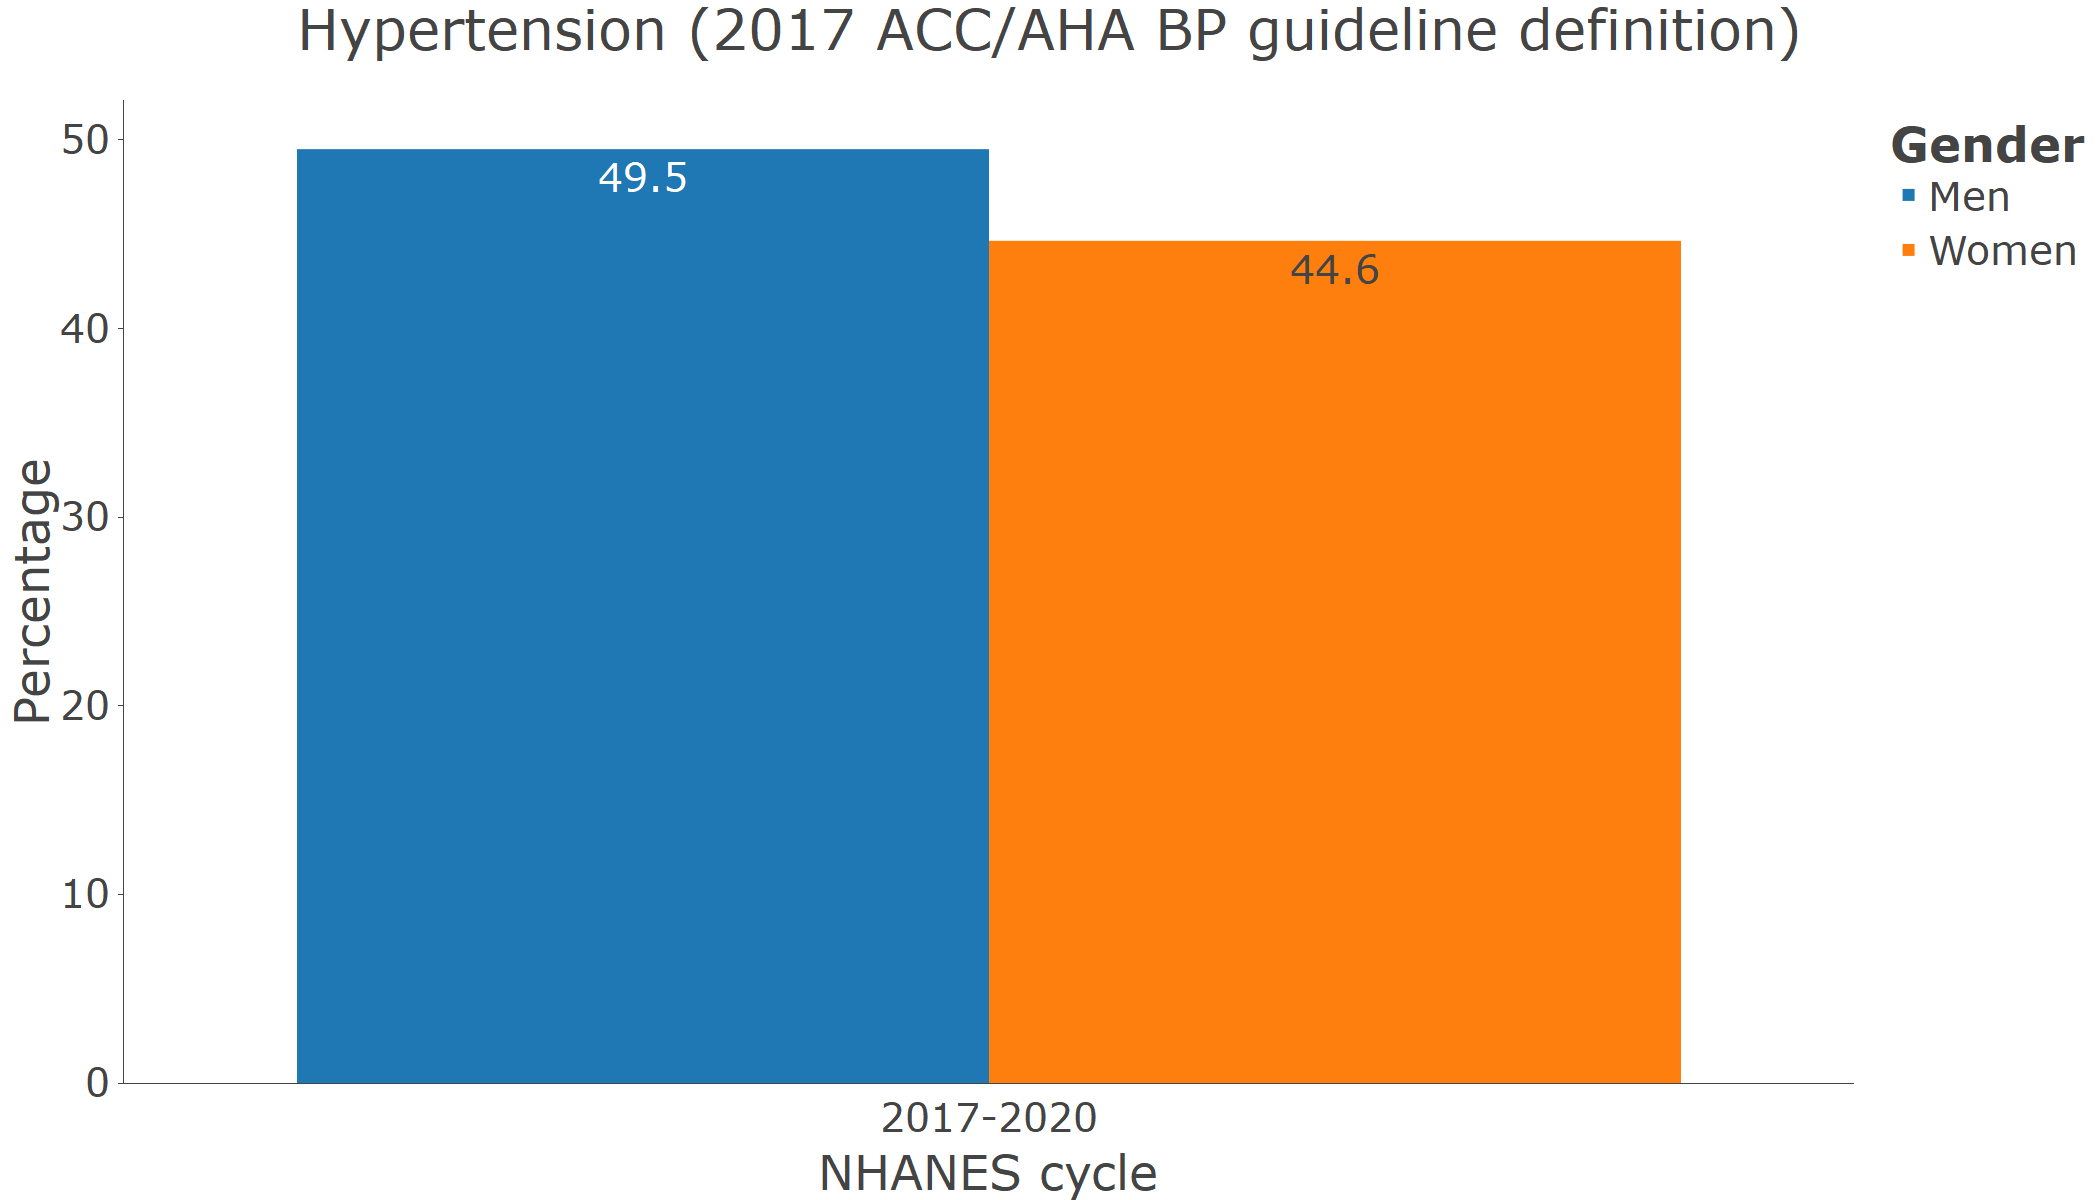 Hypertension (2017 ACC/AHA BP guideline definition)
Percentage
50
40
30
20
10
0
49.5
44.6
2017-2020
NHANES cycle
Gender
Men
Women